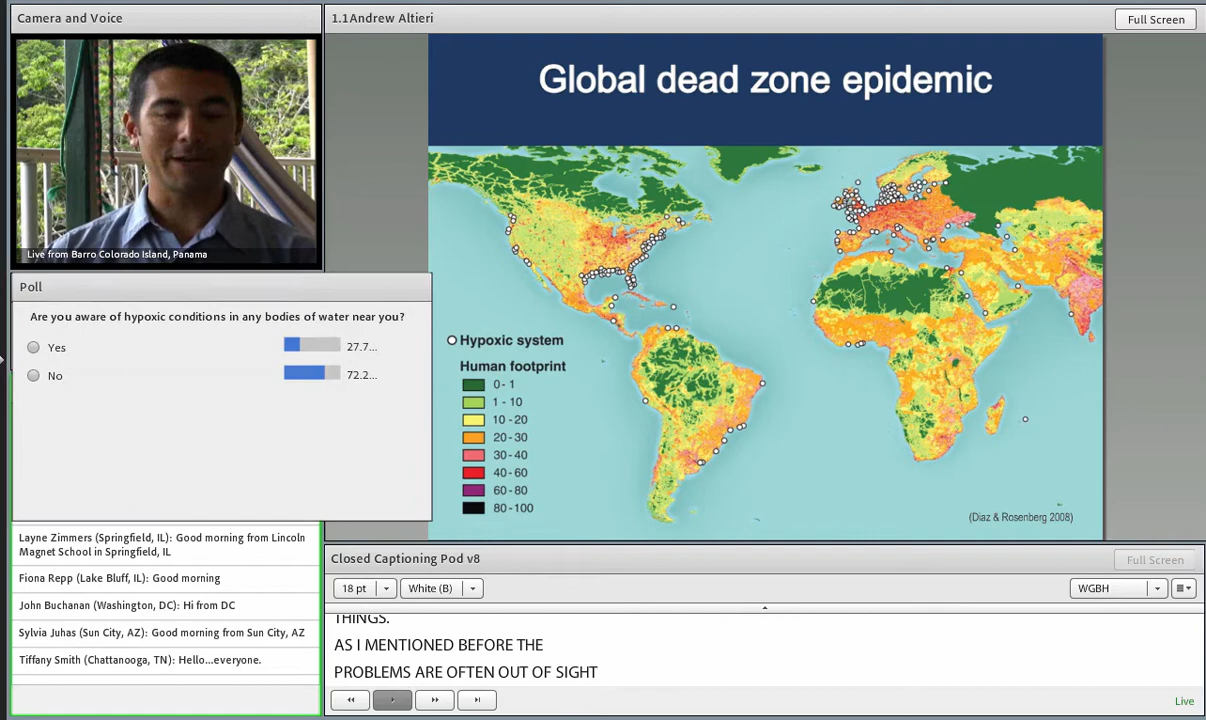 Camera and Voice
Live from Barro Colorado Island, Panama
Poll
Are you aware of hypoxic conditions in any bodies of water near you?
Yes 27.7...
No 72.2...
Layne Zimmers (Springfield, IL): Good morning from Lincoln
Magnet School in Springfield, IL
Fiona Repp (Lake Bluff, IL): Good morning
John Buchanan (Washington, DC): Hi from DC
Sylvia Juhas (Sun City, AZ): Good morning from Sun City, AZ
Tiffany Smith (Chattanooga, TN): Hello...everyone.
1.1Andrew Altieri
Full Screen
Global dead zone epidemic
Hypoxic system
Human footprint
0 - 1
1 - 10
10 - 20
20 - 30
30 - 40
40 - 60
60 - 80
80 - 100
(Diaz & Rosenberg 2008)
Closed Captioning Pod v8
Full Screen
18 pt White (B) WGBH
THINGS.
AS I MENTIONED BEFORE THE
PROBLEMS ARE OFTEN OUT OF SIGHT
Live